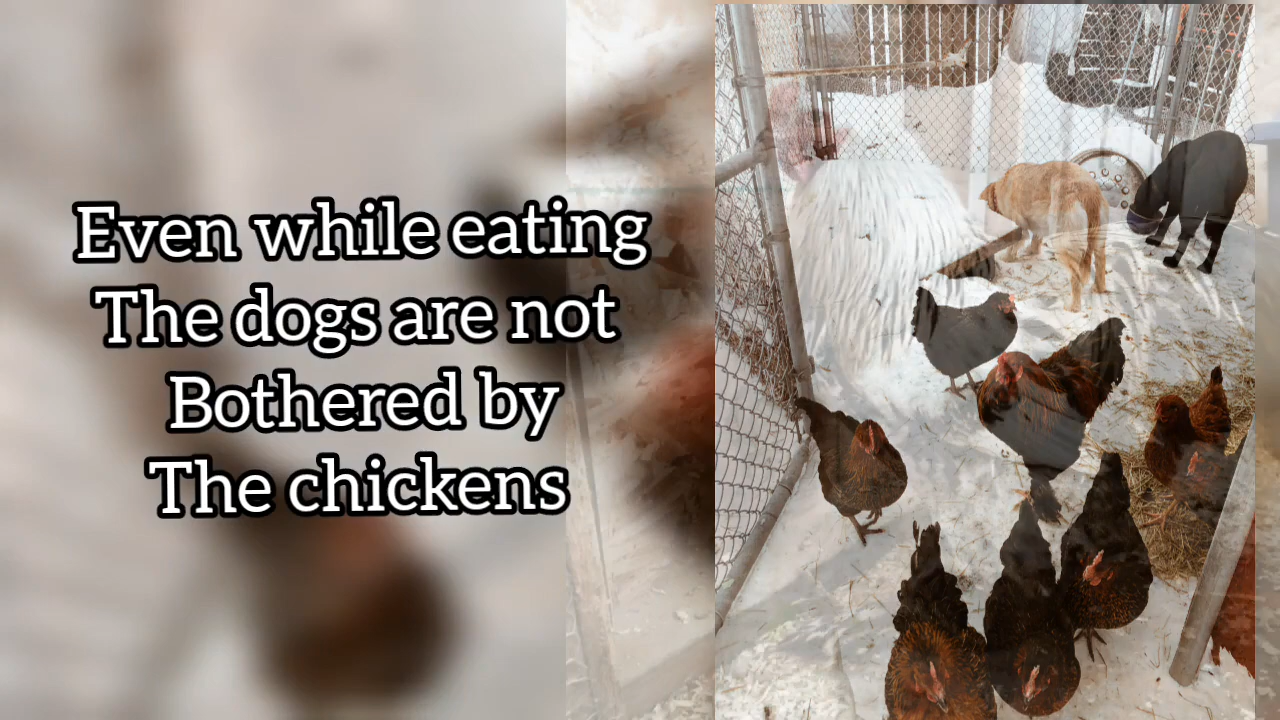 Even while eating
The dogs are not
Bothered by
The chickens